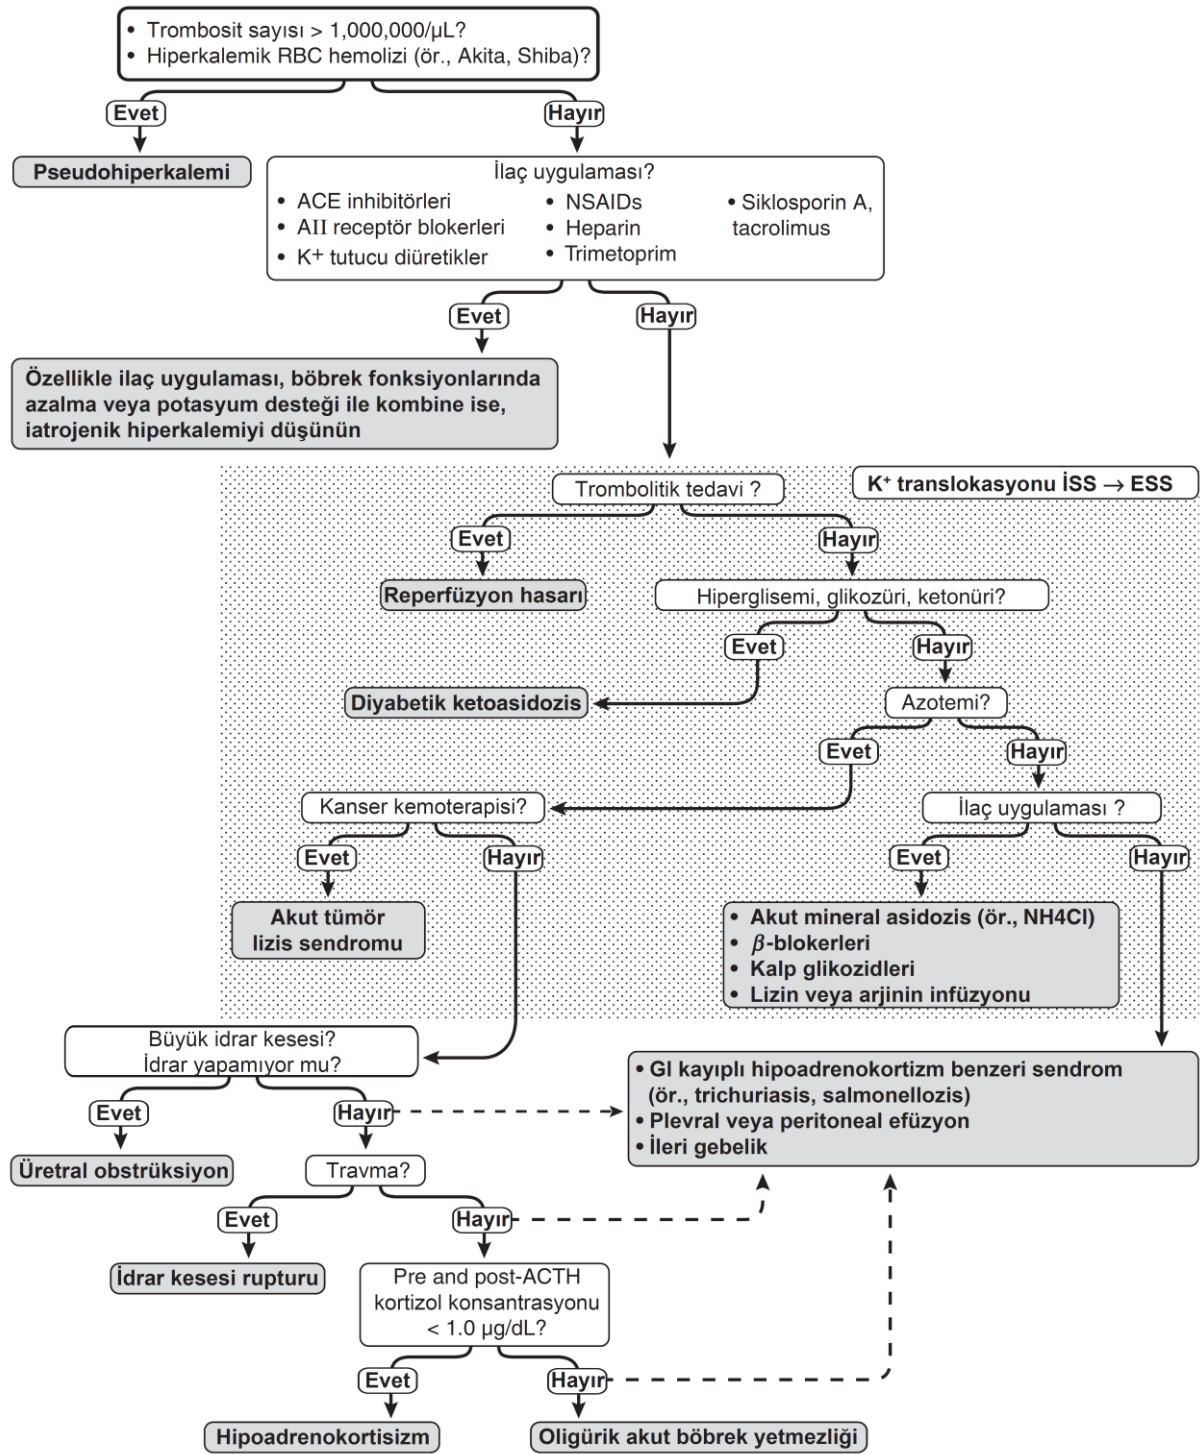 • Trombosit sayısı > 1,000,000/µL?
• Hiperkalemik RBC hemolizi (ör., Akita, Shiba)?
Evet
Hayır
Pseudohiperkalemi
İlaç uygulaması?
• ACE inhibitörleri
• AII receptör blokerleri
• K+ tutucu diüretikler
• NSAIDs
• Heparin
• Trimetoprim
• Siklosporin A,
tacrolimus
Evet
Hayır
Özellikle ilaç uygulaması, böbrek fonksiyonlarında
azalma veya potasyum desteği ile kombine ise,
iatrojenik hiperkalemiyi düşünün
Trombolitik tedavi ?
K+ translokasyonu İSS → ESS
Evet
Hayır
Reperfüzyon hasarı
Hiperglisemi, glikozüri, ketonüri?
Evet
Hayır
Diyabetik ketoasidozis
Azotemi?
Evet
Hayır
Kanser kemoterapisi?
İlaç uygulaması ?
Evet
Hayır
Evet
Hayır
Akut tümör
lizis sendromu
• Akut mineral asidozis (ör., NH4Cl)
• β-blokerleri
• Kalp glikozidleri
• Lizin veya arjinin infüzyonu
Büyük idrar kesesi?
İdrar yapamıyor mu?
• GI kayıplı hipoadrenokortizm benzeri sendrom
(ör., trichuriasis, salmonellozis)
• Plevral veya peritoneal efüzyon
• İleri gebelik
Evet
Hayır
Üretral obstrüksiyon
Travma?
Evet
Hayır
İdrar kesesi rupturu
Pre and post-ACTH
kortizol konsantrasyonu
< 1.0 µg/dL?
Evet
Hayır
Hipoadrenokortisizm
Oligürik akut böbrek yetmezliği